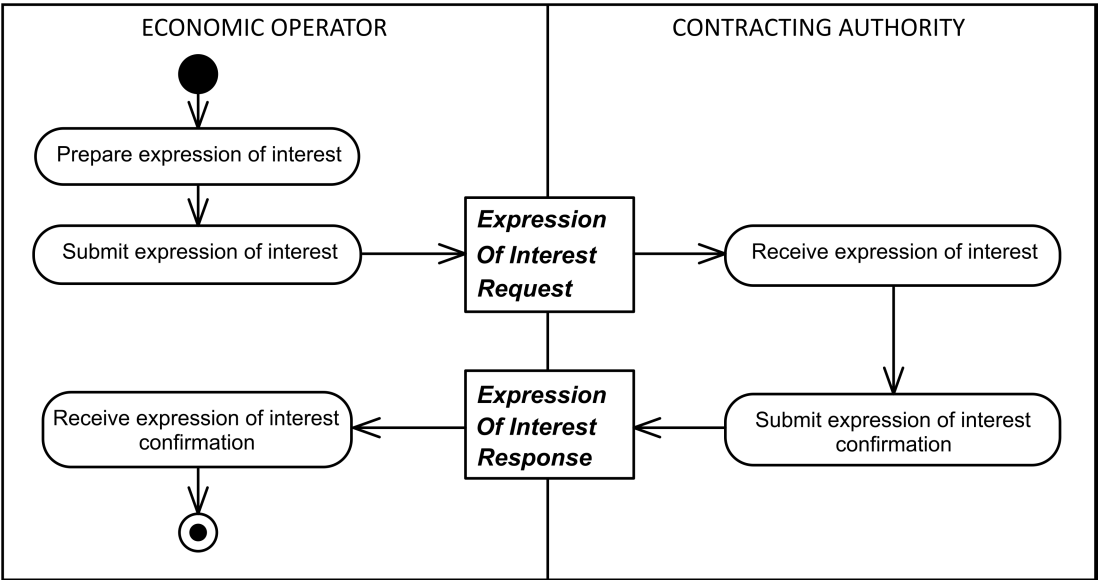 ECONOMIC OPERATOR
CONTRACTING AUTHORITY
Prepare expression of interest
Submit expression of interest
Expression
Of Interest
Request
Receive expression of interest
Receive expression of interest
confirmation
Expression
Of Interest
Response
Submit expression of interest
confirmation